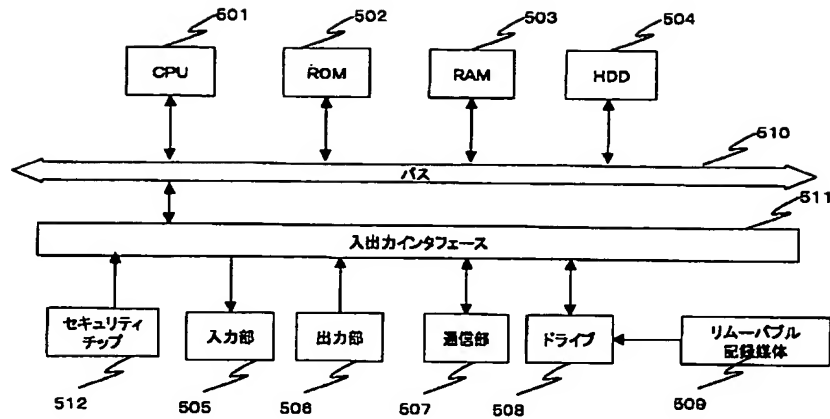 501
502
503
504
CPU
ROM
RAM
HDD
510
バス
511
入出力インタフェース
セキュリティ
チップ
入力部
出力部
通信部
ドライブ
リムーバブル
記録媒体
512
505
506
507
508
509